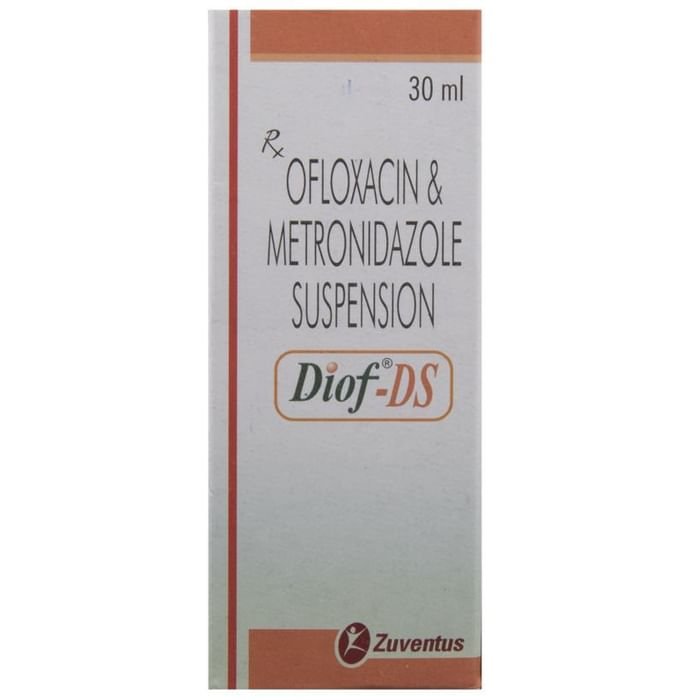 30 ml
Rx
OFLOXACIN &
METRONIDAZOLE
SUSPENSION
Diof®-DS
Zuventus